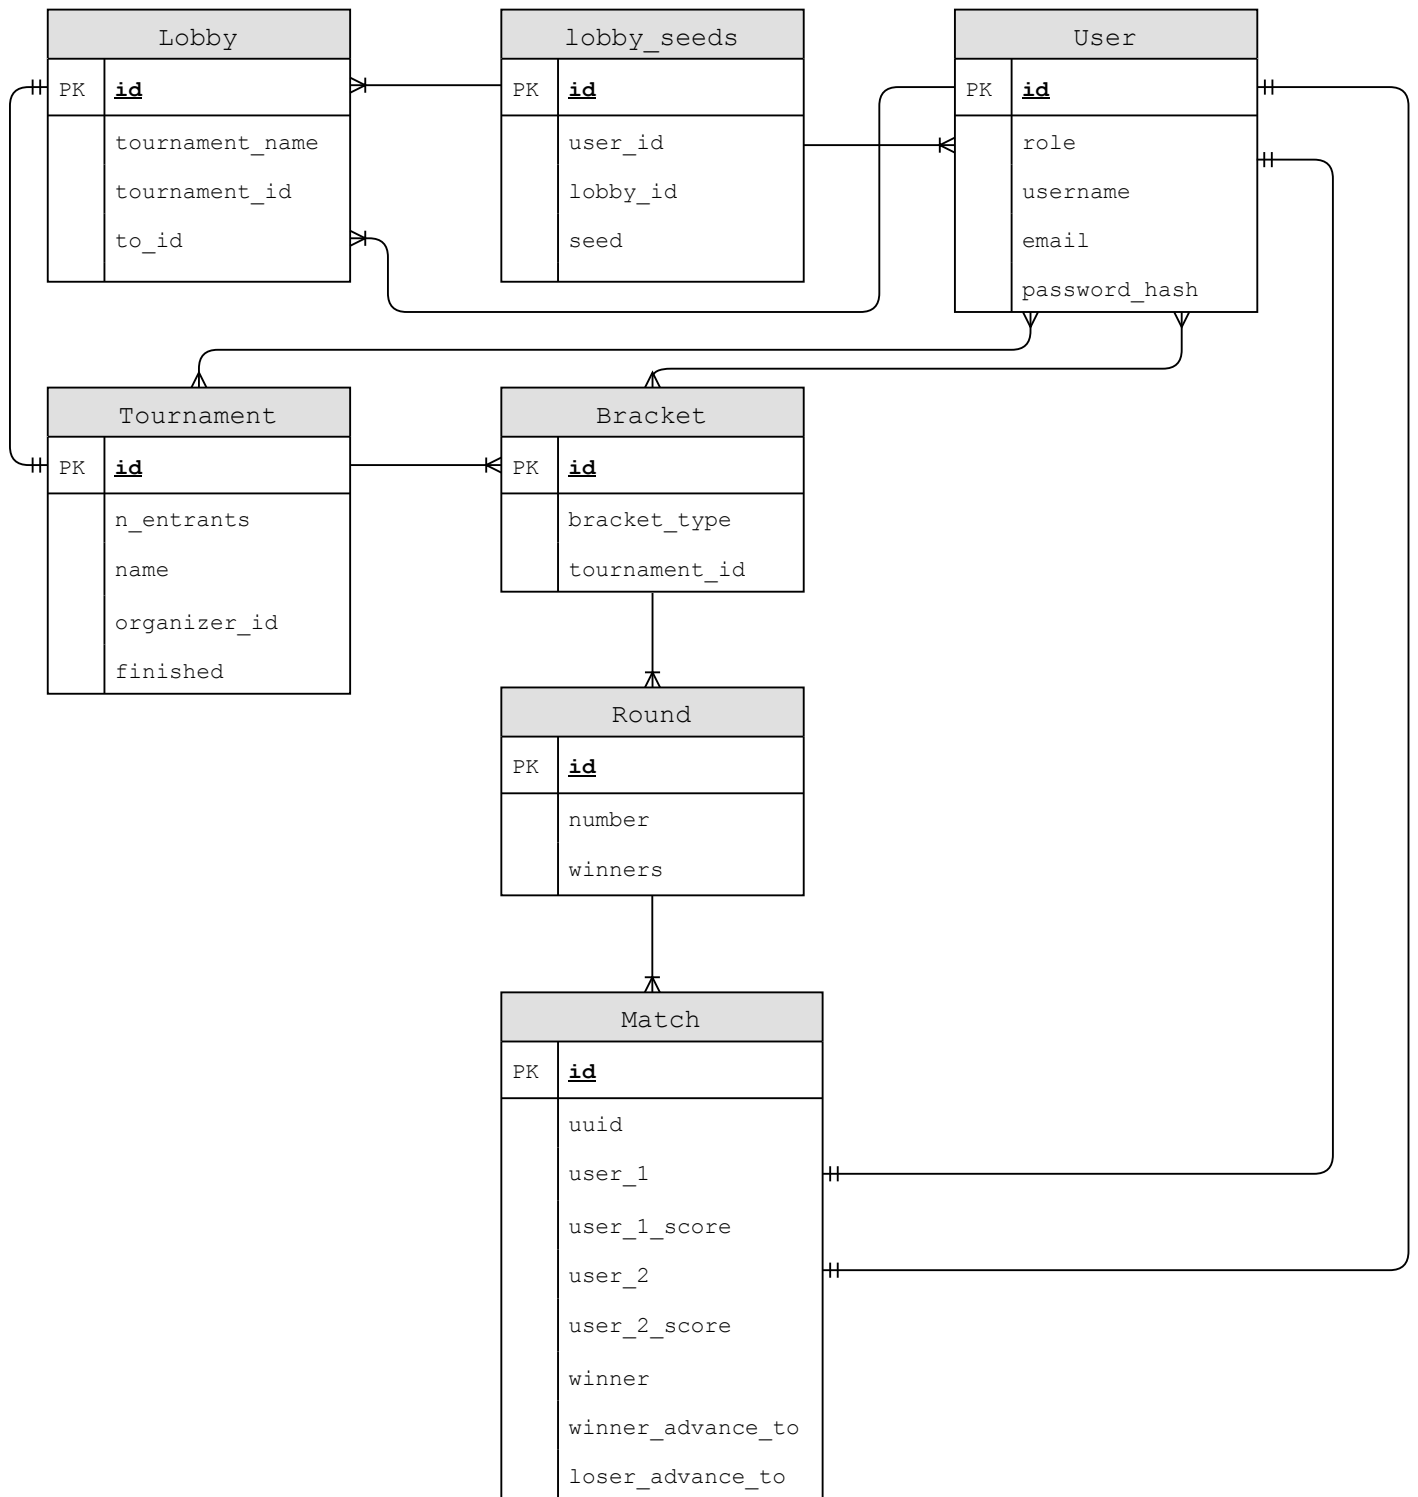 Lobby
PK id
tournament_name
tournament_id
to_id
lobby_seeds
PK id
user_id
lobby_id
seed
User
PK id
role
username
email
password_hash
Tournament
PK id
n_entrants
name
organizer_id
finished
Bracket
PK id
bracket_type
tournament_id
Round
PK id
number
winners
Match
PK id
uuid
user_1
user_1_score
user_2
user_2_score
winner
winner_advance_to
loser_advance_to